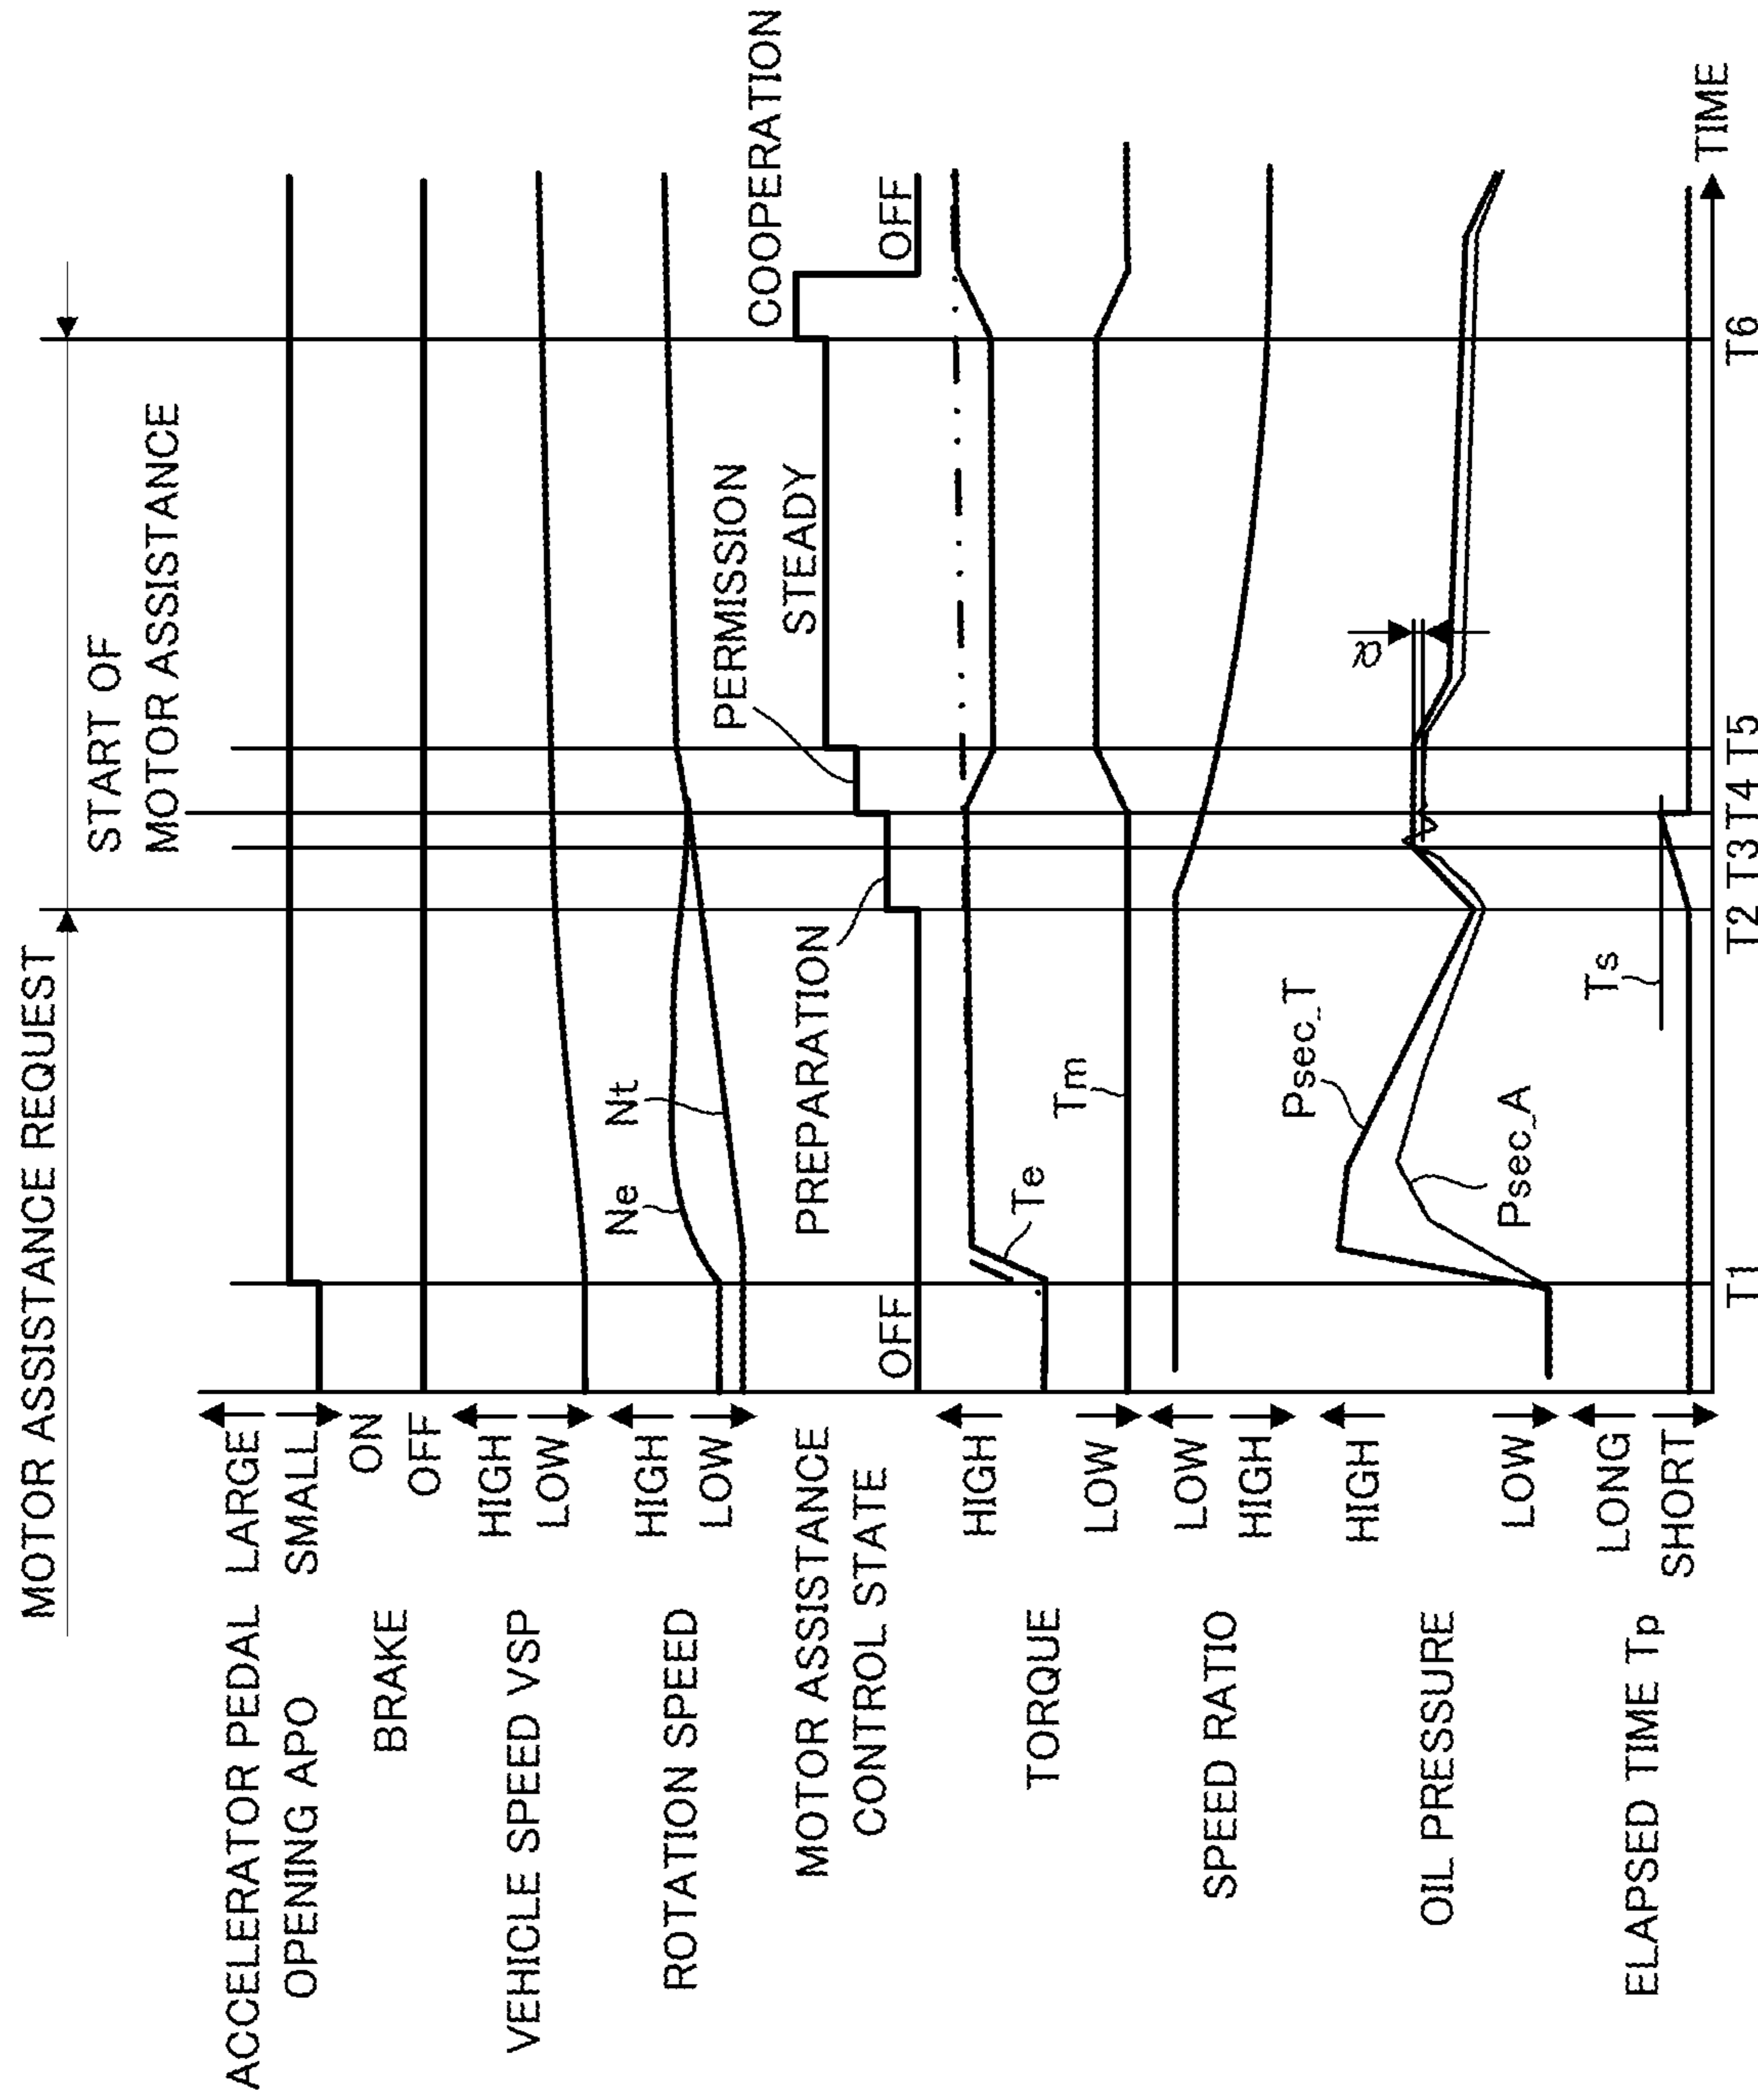 MOTOR ASSISTANCE REQUEST
START OF
MOTOR ASSISTANCE
ACCELERATOR PEDAL
OPENING APO
LARGE
SMALL
BRAKE
ON
OFF
VEHICLE SPEED VSP
HIGH
LOW
ROTATION SPEED
HIGH
LOW
Ne
Nt
MOTOR ASSISTANCE
CONTROL STATE
OFF
PREPARATION
PERMISSION
STEADY
COOPERATION
OFF
TORQUE
HIGH
LOW
Te
Tm
SPEED RATIO
LOW
HIGH
OIL PRESSURE
HIGH
LOW
Psec_T
Psec_A
α
ELAPSED TIME Tp
LONG
SHORT
Ts
T1
T2
T3
T4
T5
T6
TIME